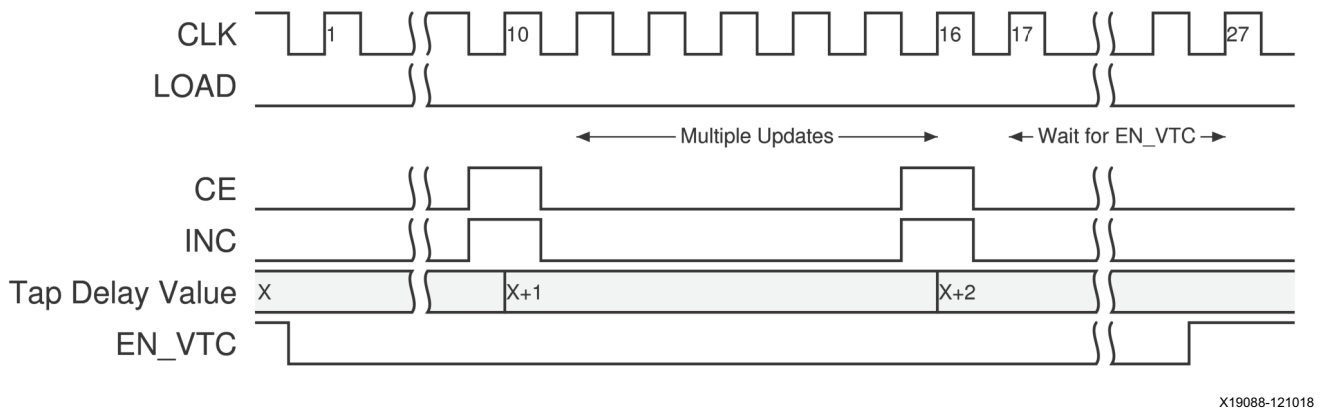 CLK 1 10 16 17 27
LOAD
Multiple Updates Wait for EN_VTC
CE
INC
Tap Delay Value X X+1 X+2
EN_VTC
X19088-121018